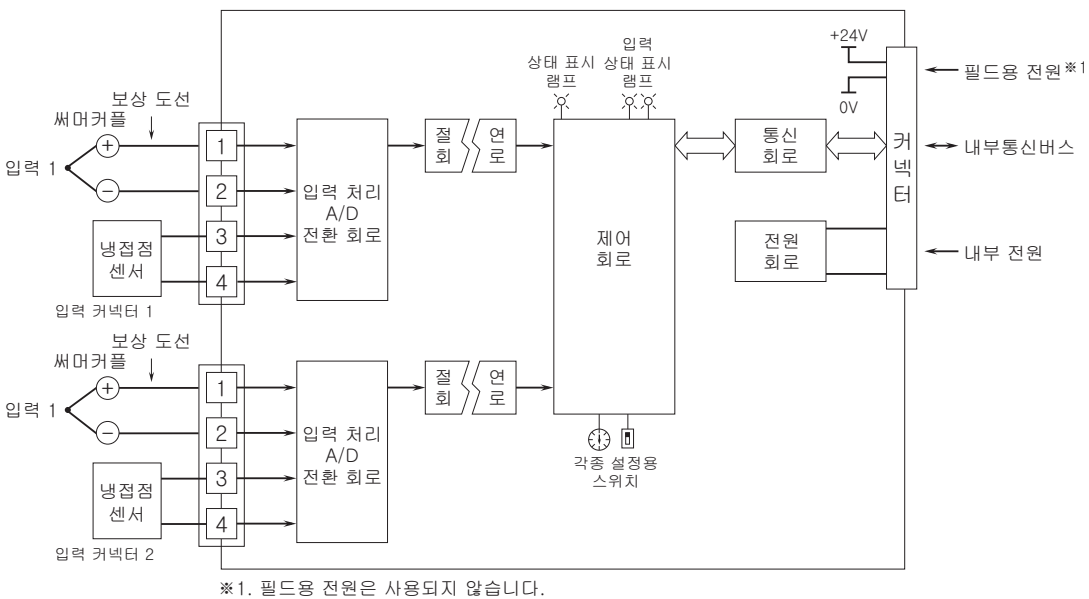 +24V
0V
필드용 전원※1
내부통신버스
내부 전원
커넥터
상태 표시
램프
입력
상태 표시
램프
보상 도선
써머커플
입력 1
+
−
1
2
3
4
냉접점
센서
입력 커넥터 1
입력 처리
A/D
전환 회로
절 연
회 로
제어
회로
통신
회로
전원
회로
보상 도선
써머커플
입력 1
+
−
1
2
3
4
냉접점
센서
입력 커넥터 2
입력 처리
A/D
전환 회로
절 연
회 로
각종 설정용
스위치
※1. 필드용 전원은 사용되지 않습니다.